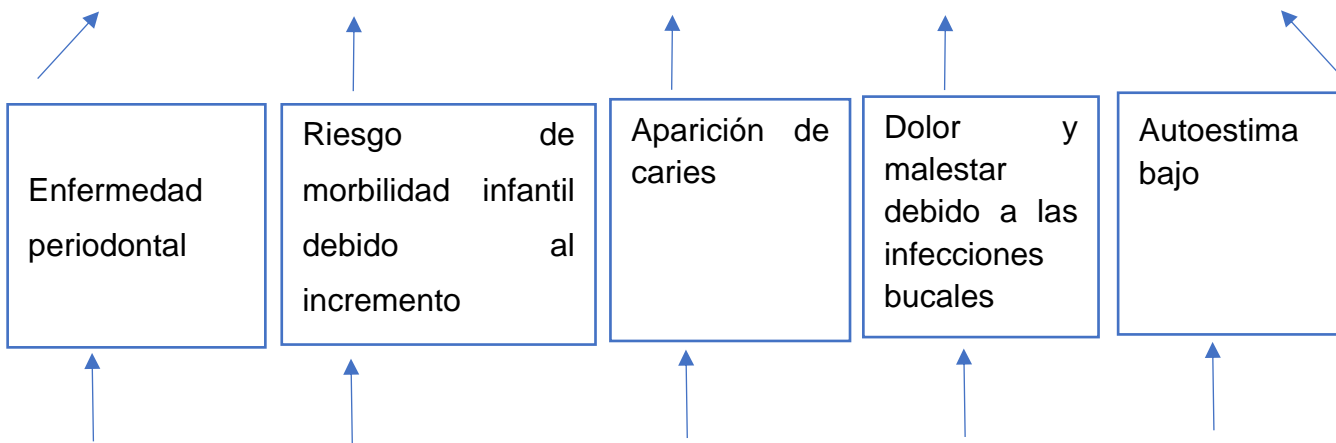 Enfermedad
periodontal
Riesgo de
morbilidad infantil
debido al
incremento
Aparición de
caries
Dolor y
malestar
debido a las
infecciones
bucales
Autoestima
bajo